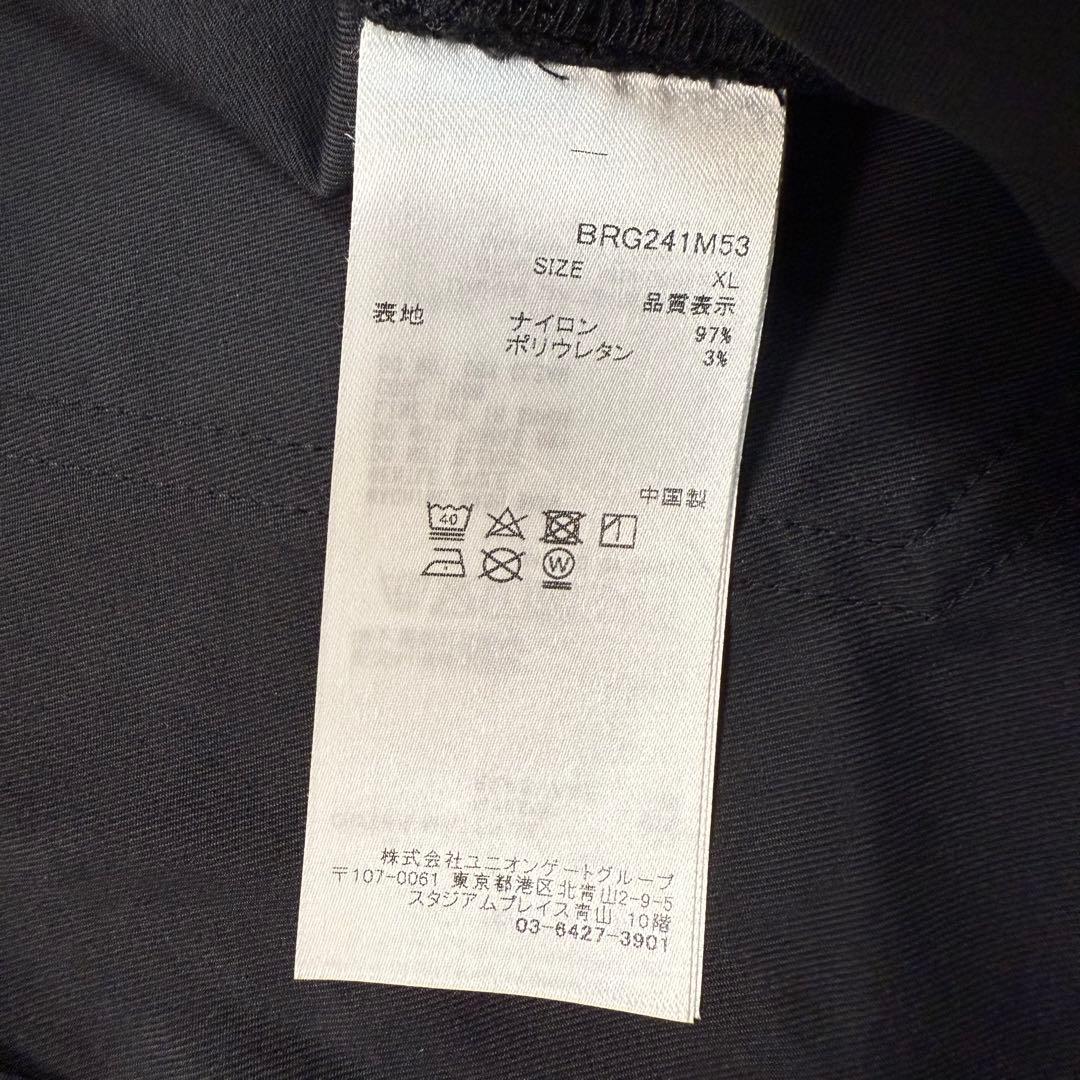 BRG241M53
SIZE XL
品質表示
表地 ナイロン 97%
ポリウレタン 3%
中国製
40
W
株式会社ユニオンゲートグループ
〒107-0061 東京都港区北青山2-9-5
スタジアムプレイス青山 10階
03-6427-3901